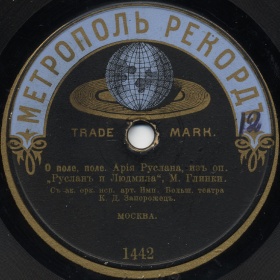 МЕТРОПОЛЬ РЕКОРДЪ
12
TRADE MARK.
О поле, поле. Арія Руслана, изъ оп.
„Русланъ и Людмила“, М. Глинки.
Съ ак. орк. исп. арт. Имп. Больш. театра
К. Д. Запорожецъ.
МОСКВА.
1442